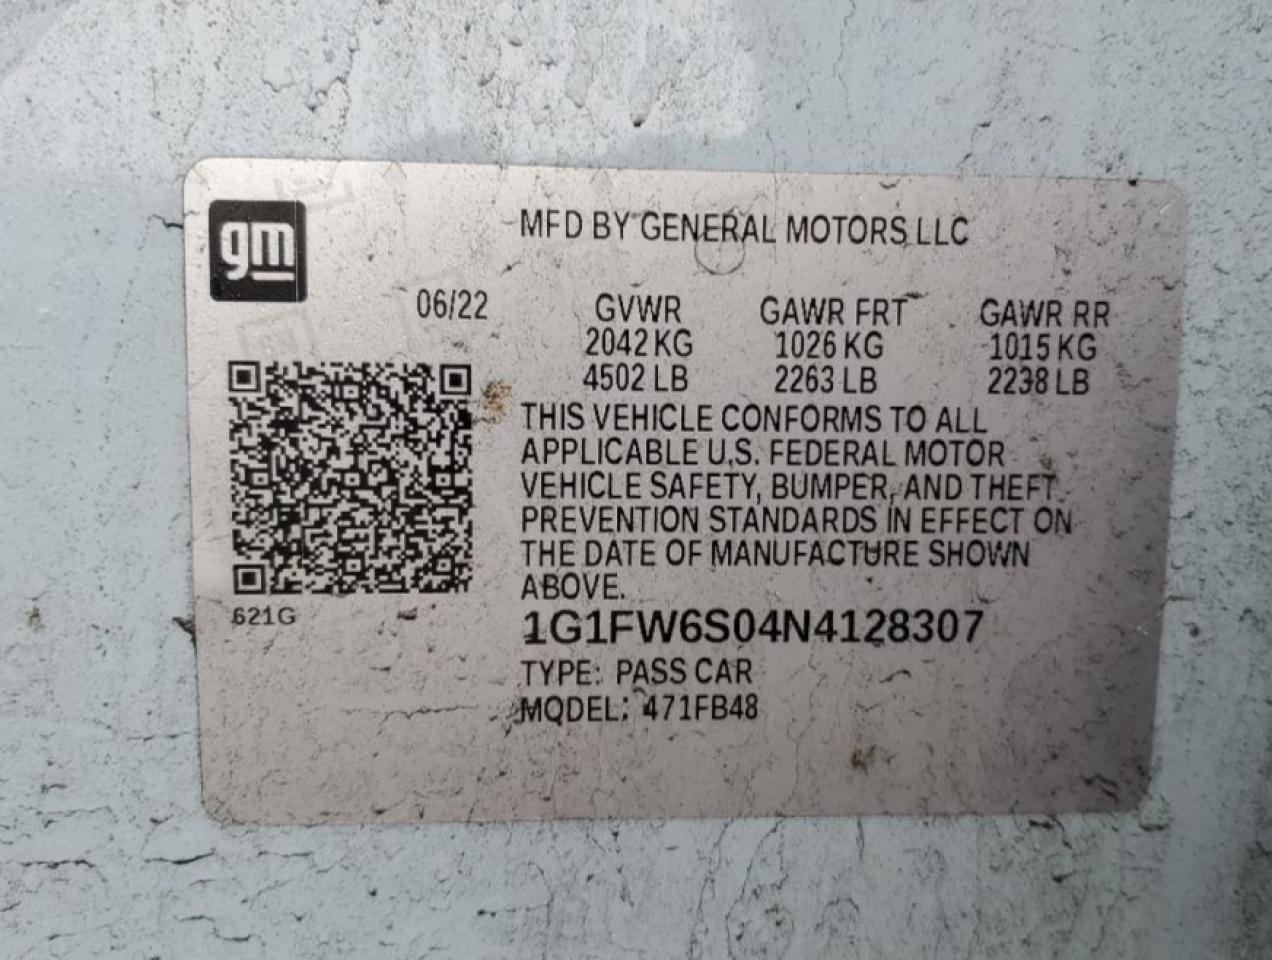 gm
MFD BY GENERAL MOTORS LLC
06/22 GVWR GAWR FRT GAWR RR
2042 KG 1026 KG 1015 KG
4502 LB 2263 LB 2238 LB
THIS VEHICLE CONFORMS TO ALL
APPLICABLE U.S. FEDERAL MOTOR
VEHICLE SAFETY, BUMPER, AND THEFT
PREVENTION STANDARDS IN EFFECT ON
THE DATE OF MANUFACTURE SHOWN
ABOVE.
621G
1G1FW6S04N4128307
TYPE: PASS CAR
MODEL: 471FB48